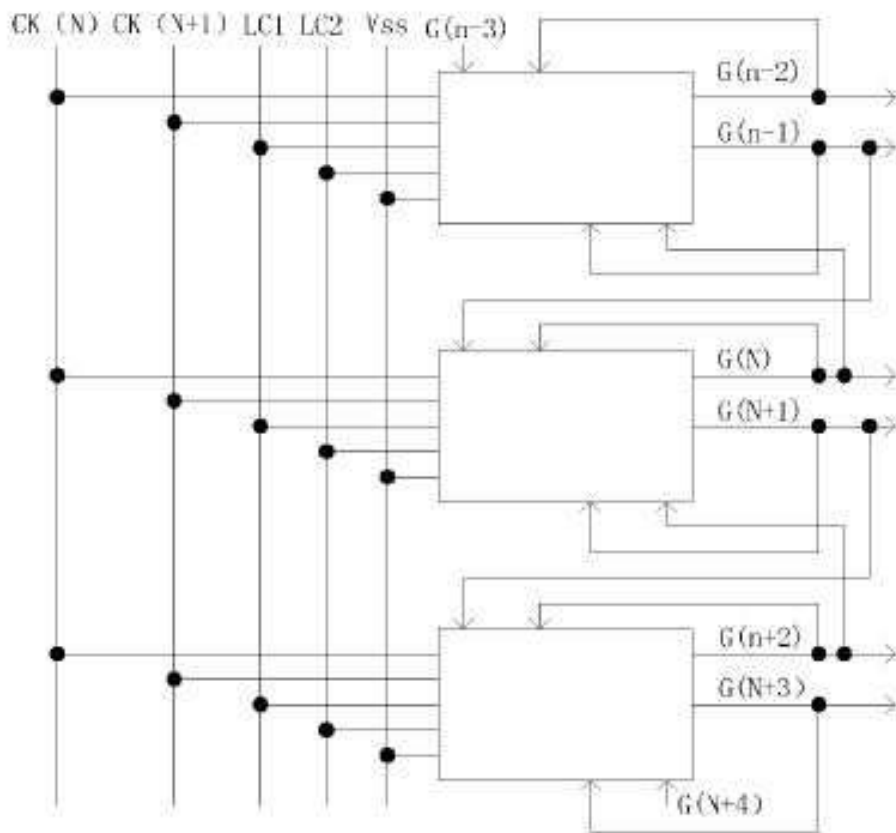 CK (N) CK (N+1) LC1 LC2 Vss G(n-3)
G(n-2)
G(n-1)
G(N)
G(N+1)
G(n+2)
G(N+3)
G(N+4)